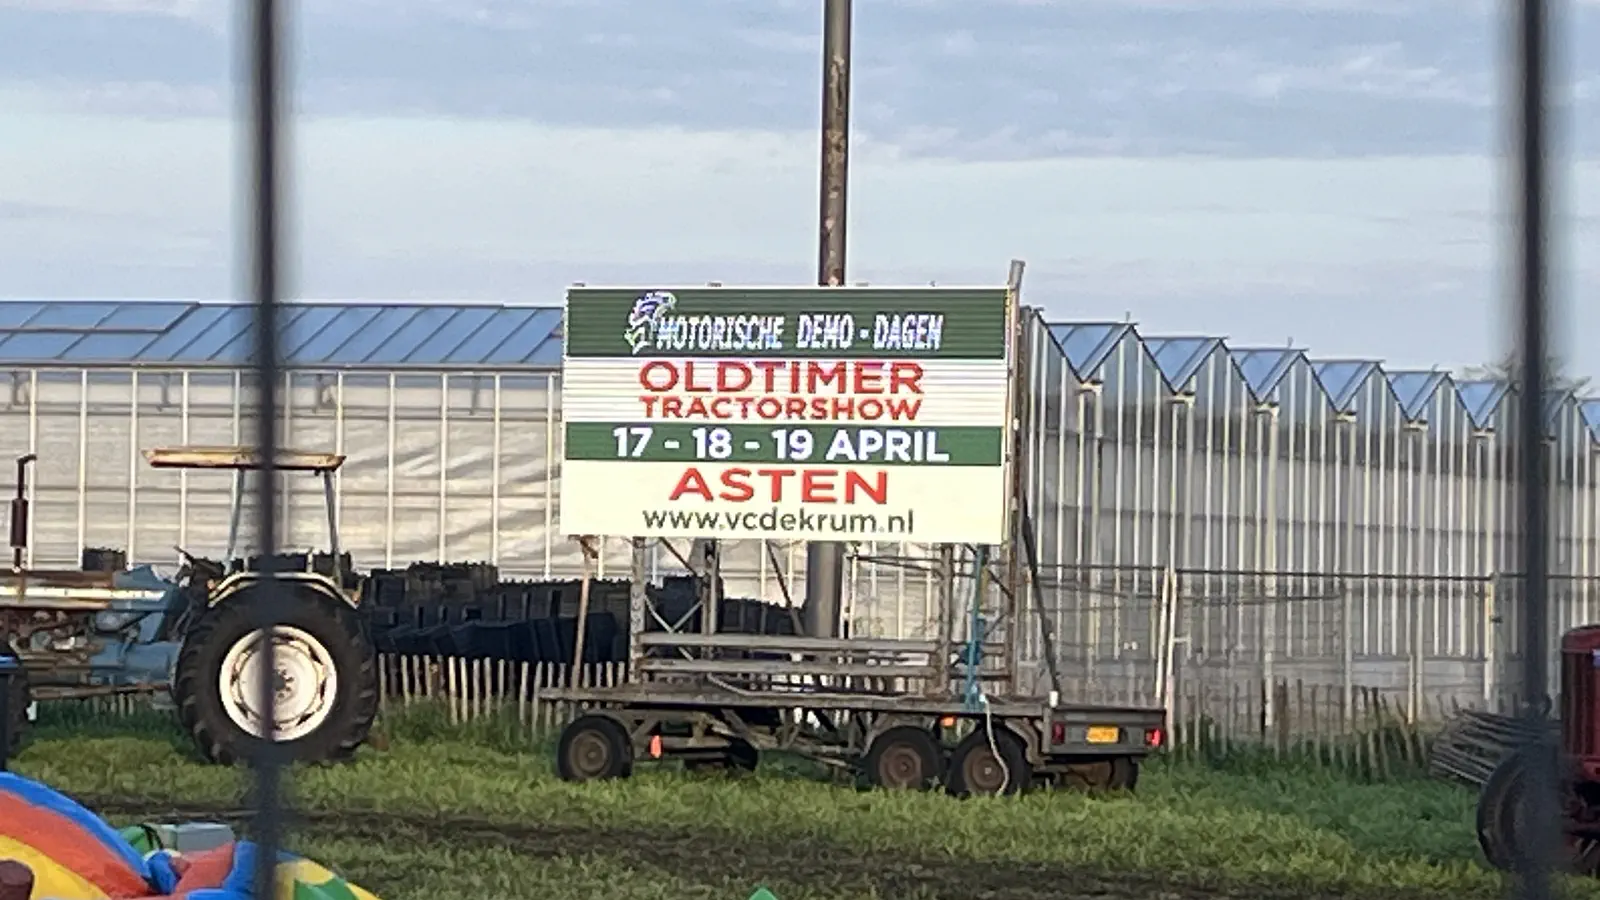 MOTORISCHE DEMO - DAGEN
OLDTIMER
TRACTORSHOW
17 - 18 - 19 APRIL
ASTEN
www.vcdekrum.nl